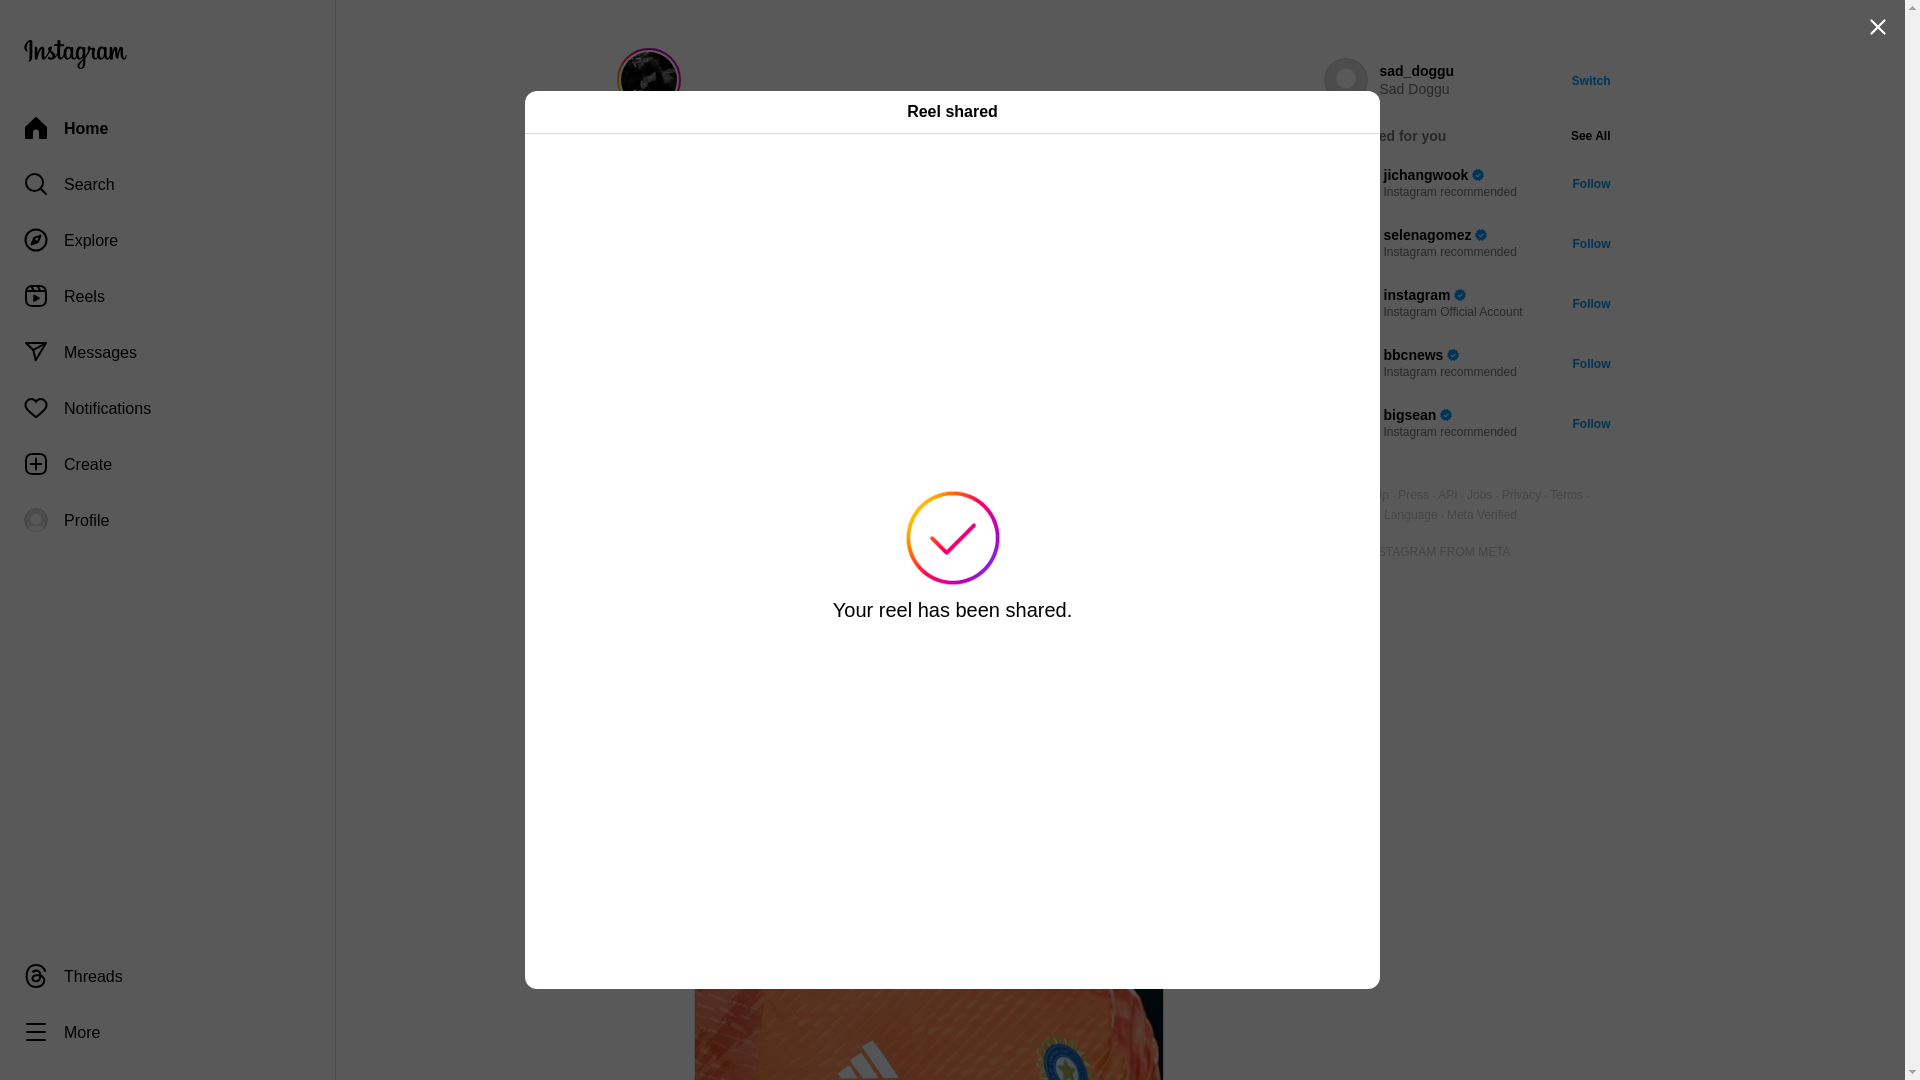 Instagram
Home
Search
Explore
Reels
Messages
Notifications
Create
Profile
Threads
More
Reel shared
Your reel has been shared.
sad_doggu
Sad Doggu
Switch
for you
See All
jichangwook
Instagram recommended
Follow
selenagomez
Instagram recommended
Follow
instagram
Instagram Official Account
Follow
bbcnews
Instagram recommended
Follow
bigsean
Instagram recommended
Follow
· Press · API · Jobs · Privacy · Terms ·
Language · Meta Verified
STAGRAM FROM META